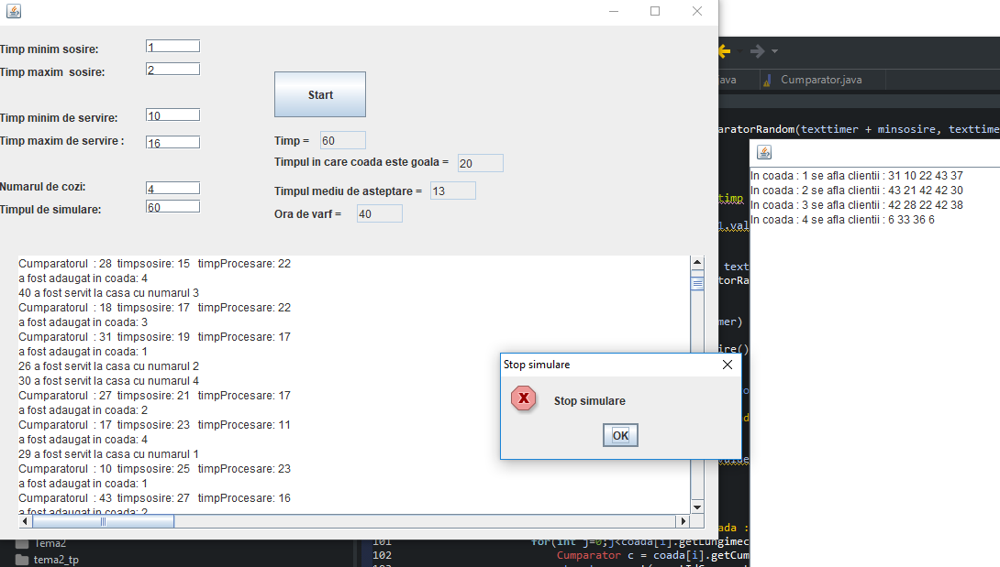 Timp minim sosire: 1
Timp maxim sosire: 2
Start
Timp minim de servire: 10
Timp maxim de servire : 16
Timp = 60
Timpul in care coada este goala = 20
Numarul de cozi: 4
Timpul mediu de asteptare = 13
Timpul de simulare: 60
Ora de varf = 40
Cumparatorul : 28 timpsosire: 15 timpProcesare: 22
a fost adaugat in coada: 4
40 a fost servit la casa cu numarul 3
Cumparatorul : 18 timpsosire: 17 timpProcesare: 22
a fost adaugat in coada: 3
Cumparatorul : 31 timpsosire: 19 timpProcesare: 17
a fost adaugat in coada: 1
26 a fost servit la casa cu numarul 2
30 a fost servit la casa cu numarul 4
Cumparatorul : 27 timpsosire: 21 timpProcesare: 17
a fost adaugat in coada: 2
Cumparatorul : 17 timpsosire: 23 timpProcesare: 11
a fost adaugat in coada: 4
29 a fost servit la casa cu numarul 1
Cumparatorul : 10 timpsosire: 25 timpProcesare: 23
a fost adaugat in coada: 1
Cumparatorul : 43 timpsosire: 27 timpProcesare: 16
a fost adaugat in coada: 2
Stop simulare
Stop simulare
OK
ava
Cumparator.java
aratorRandom(texttimer + minsosire, texttime
In coada : 1 se afla clientii : 31 10 22 43 37
In coada : 2 se afla clientii : 43 21 42 42 30
In coada : 3 se afla clientii : 42 28 22 42 38
In coada : 4 se afla clientii : 6 33 36 6
timp
1.val
text
torRa
mer)
ire()
oada :
Tema2
tema2_tp
101 for(int j=0;j<coada[i].getLungimec
102 Cumparator c = coada[i].getCum